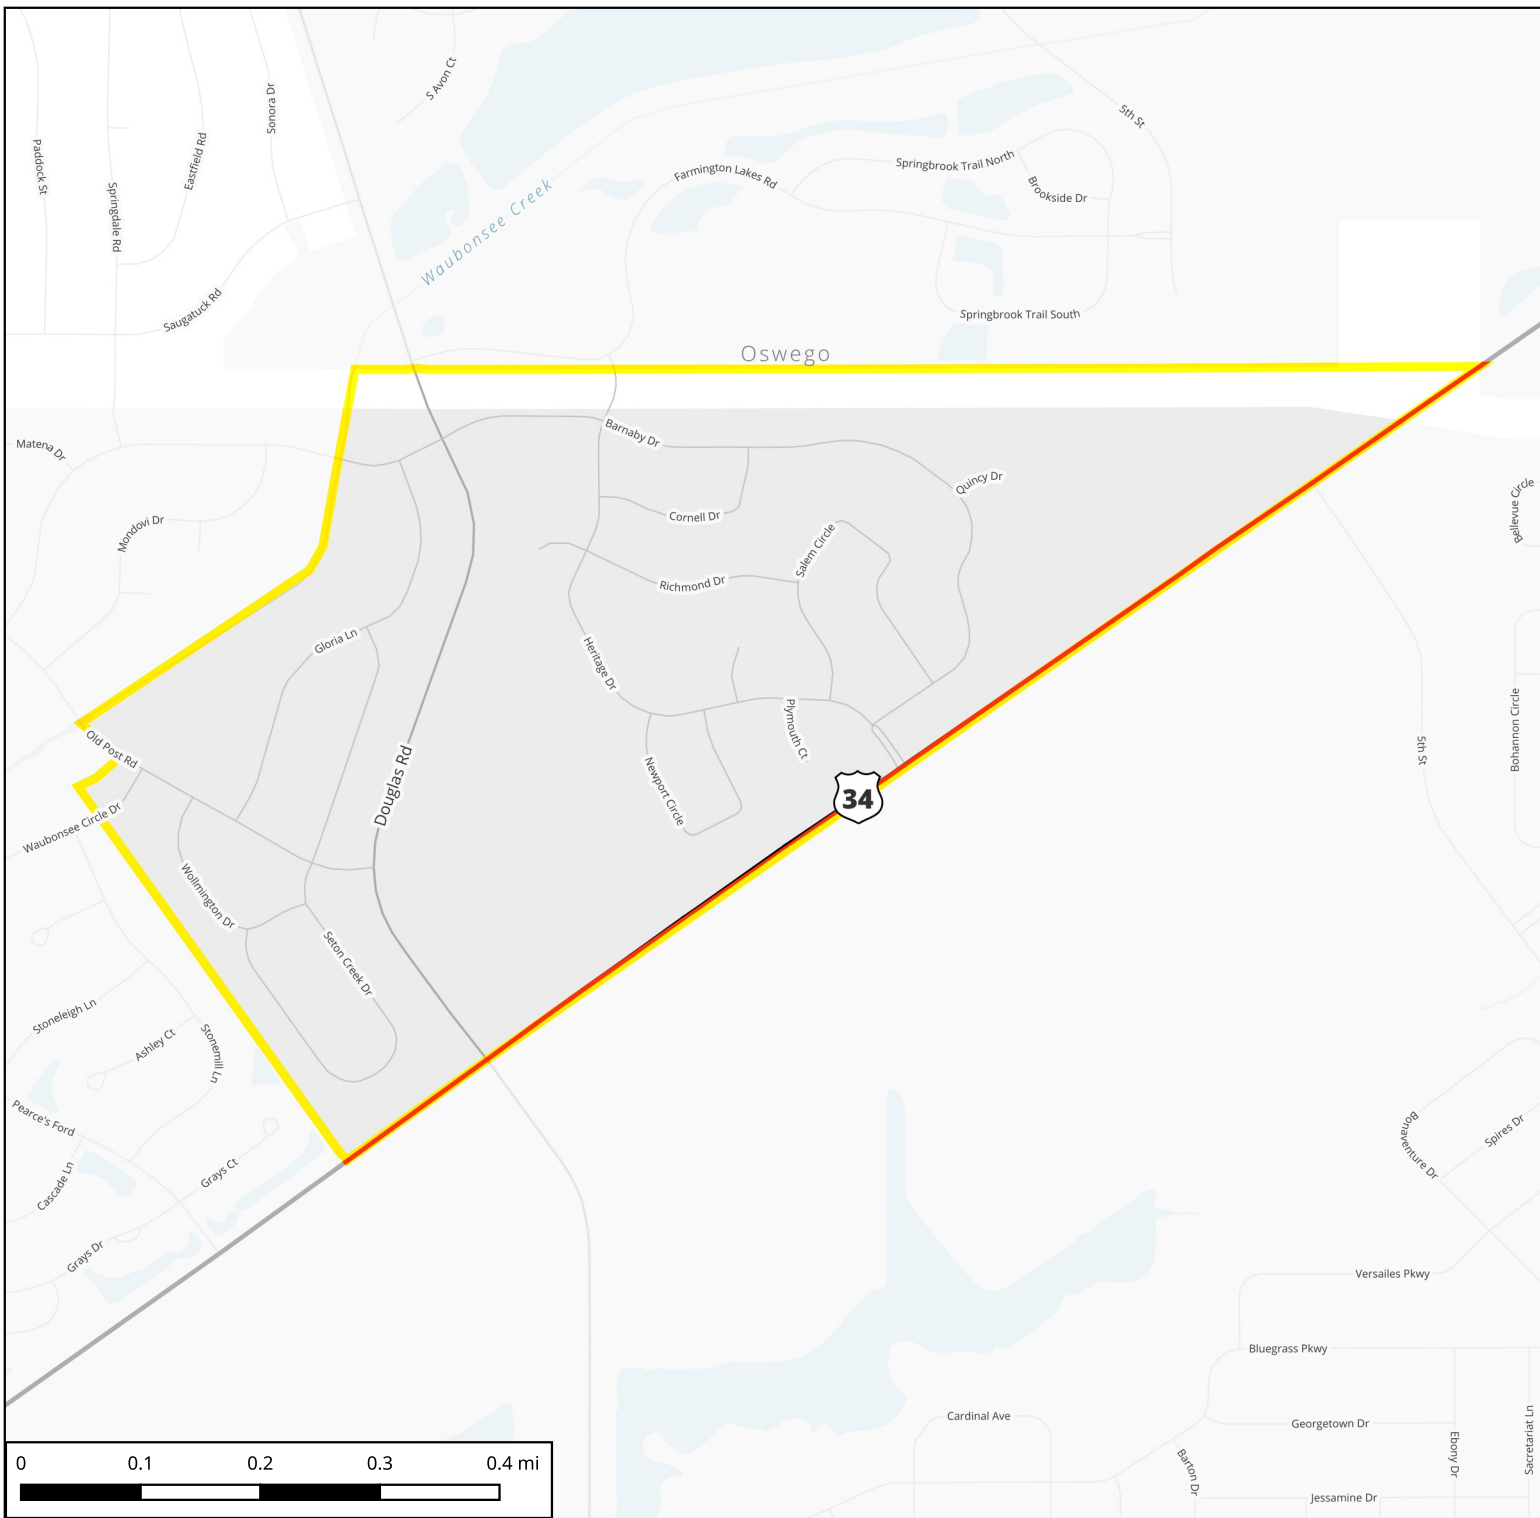 S Avon Ct
Sonora Dr
5th St
Paddock St
Eastfield Rd
Springdale Rd
Farmington Lakes Rd
Springbrook Trail North
Brookside Dr
Waubonsee Creek
Saugatuck Rd
Springbrook Trail South
Oswego
Barnaby Dr
Matena Dr
Quincy Dr
Bellevue Circle
Cornell Dr
Mondovi Dr
Salem Circle
Richmond Dr
Gloria Ln
Heritage Dr
Plymouth Ct
Bohannon Circle
Old Post Rd
5th St
Douglas Rd
Newport Circle
34
Waubonsee Circle Dr
Wollmington Dr
Seton Creek Dr
Stoneleigh Ln
Ashley Ct
Stonemill Ln
Pearce's Ford
Bonaventure Dr
Spires Dr
Cascade Ln
Grays Ct
Grays Dr
Versailes Pkwy
Bluegrass Pkwy
Cardinal Ave
Georgetown Dr
Ebony Dr
Sacretariat Ln
Barton Dr
Jessamine Dr
0 0.1 0.2 0.3 0.4 mi